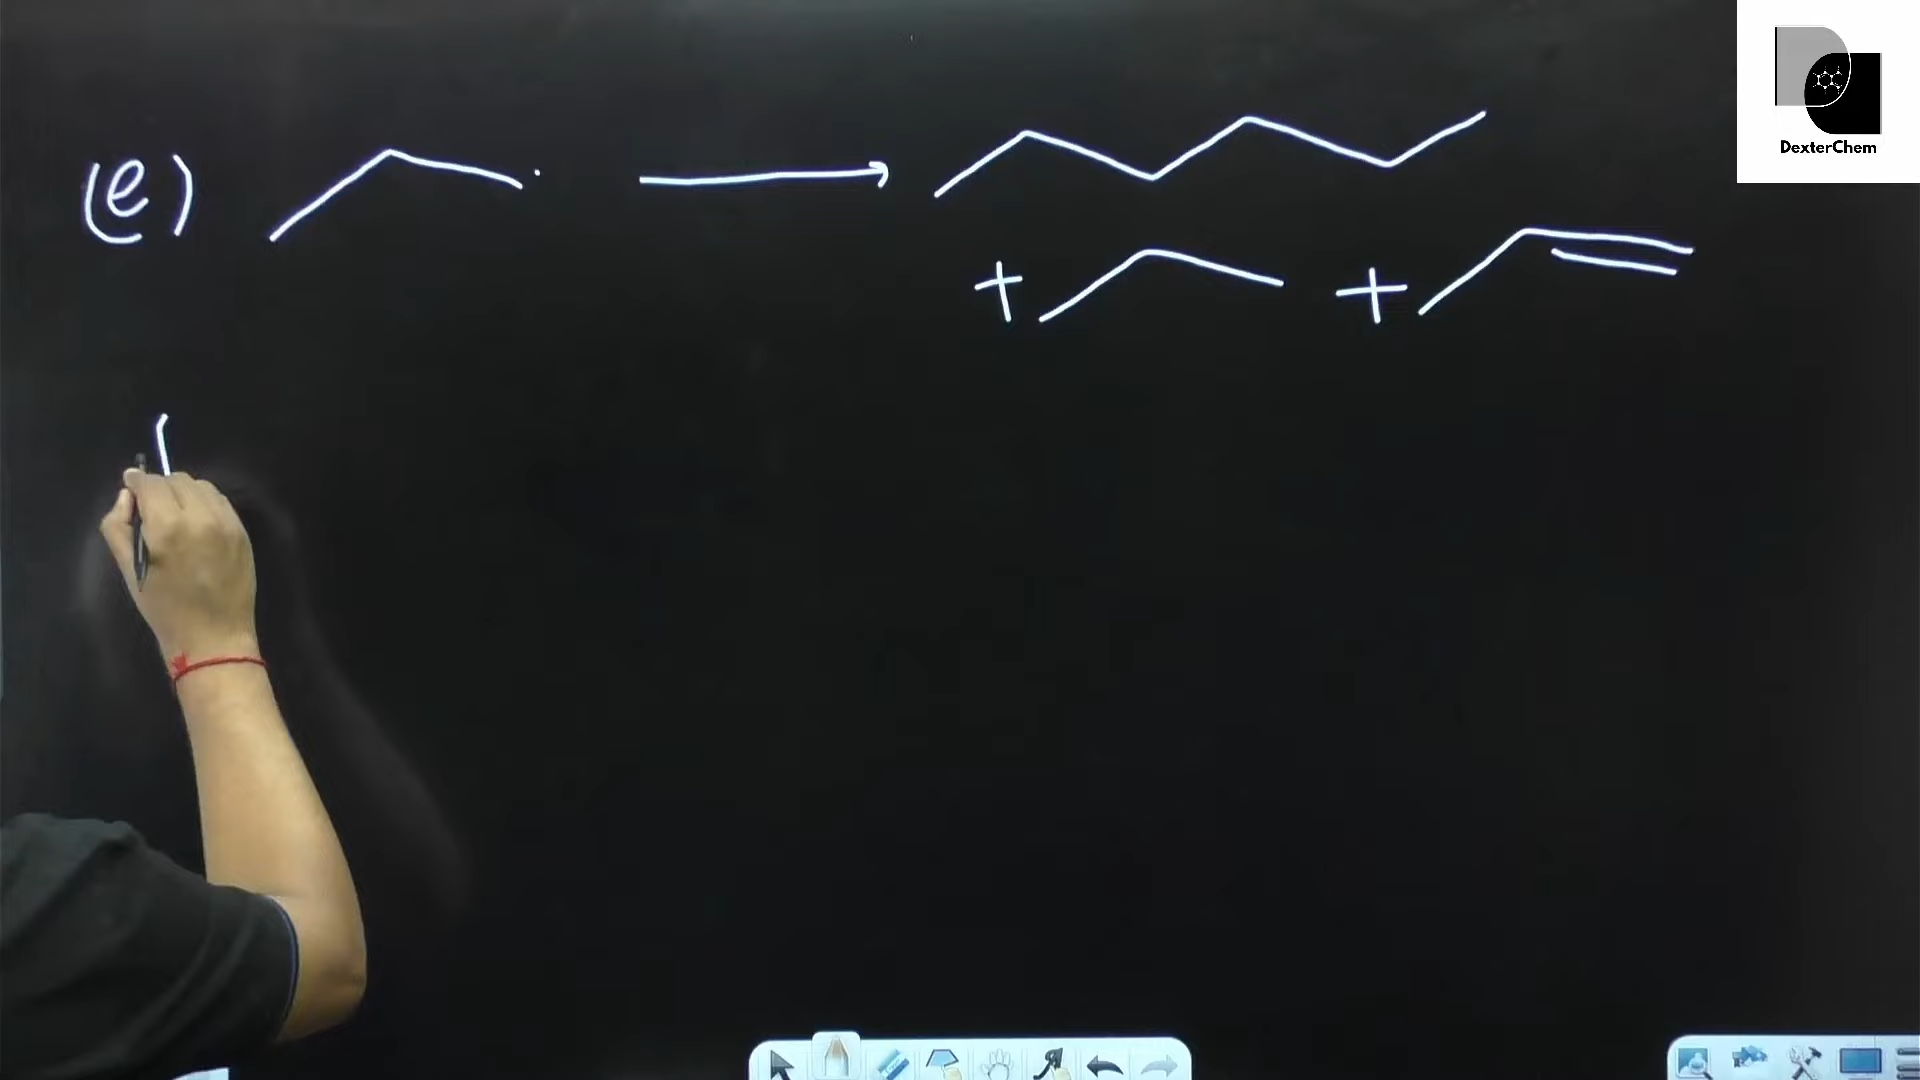 (e)
+ +
DexterChem